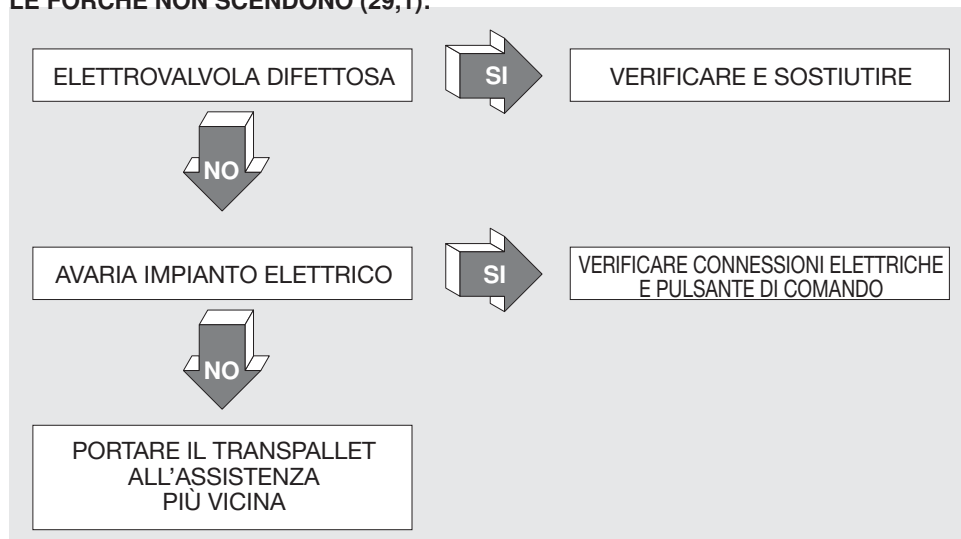 LE FORCHE NON SCENDONO (29,1):
ELETTROVALVOLA DIFETTOSA
SI
VERIFICARE E SOSTIUTIRE
NO
AVARIA IMPIANTO ELETTRICO
SI
VERIFICARE CONNESSIONI ELETTRICHE
E PULSANTE DI COMANDO
NO
PORTARE IL TRANSPALLET
ALL'ASSISTENZA
PIÙ VICINA